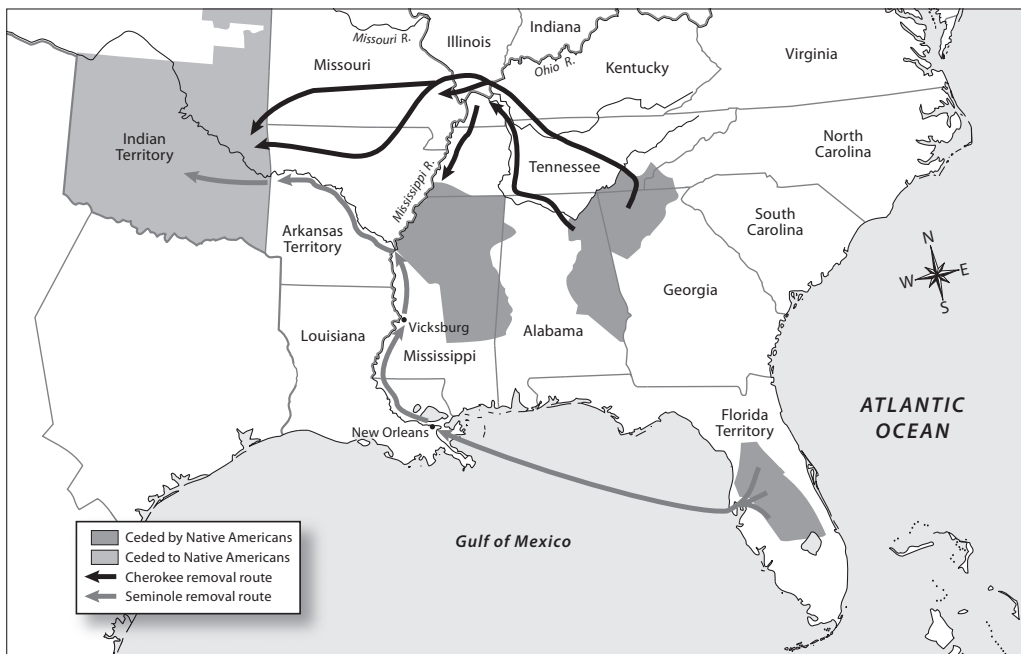 Missouri R.
Illinois
Indiana
Missouri
Ohio R.
Kentucky
Virginia
Indian
Territory
Tennessee
North
Carolina
Mississippi R.
Arkansas
Territory
South
Carolina
Georgia
N
W
E
S
Louisiana
Vicksburg
Mississippi
Alabama
New Orleans
Florida
Territory
ATLANTIC
OCEAN
Gulf of Mexico
Ceded by Native Americans
Ceded to Native Americans
Cherokee removal route
Seminole removal route